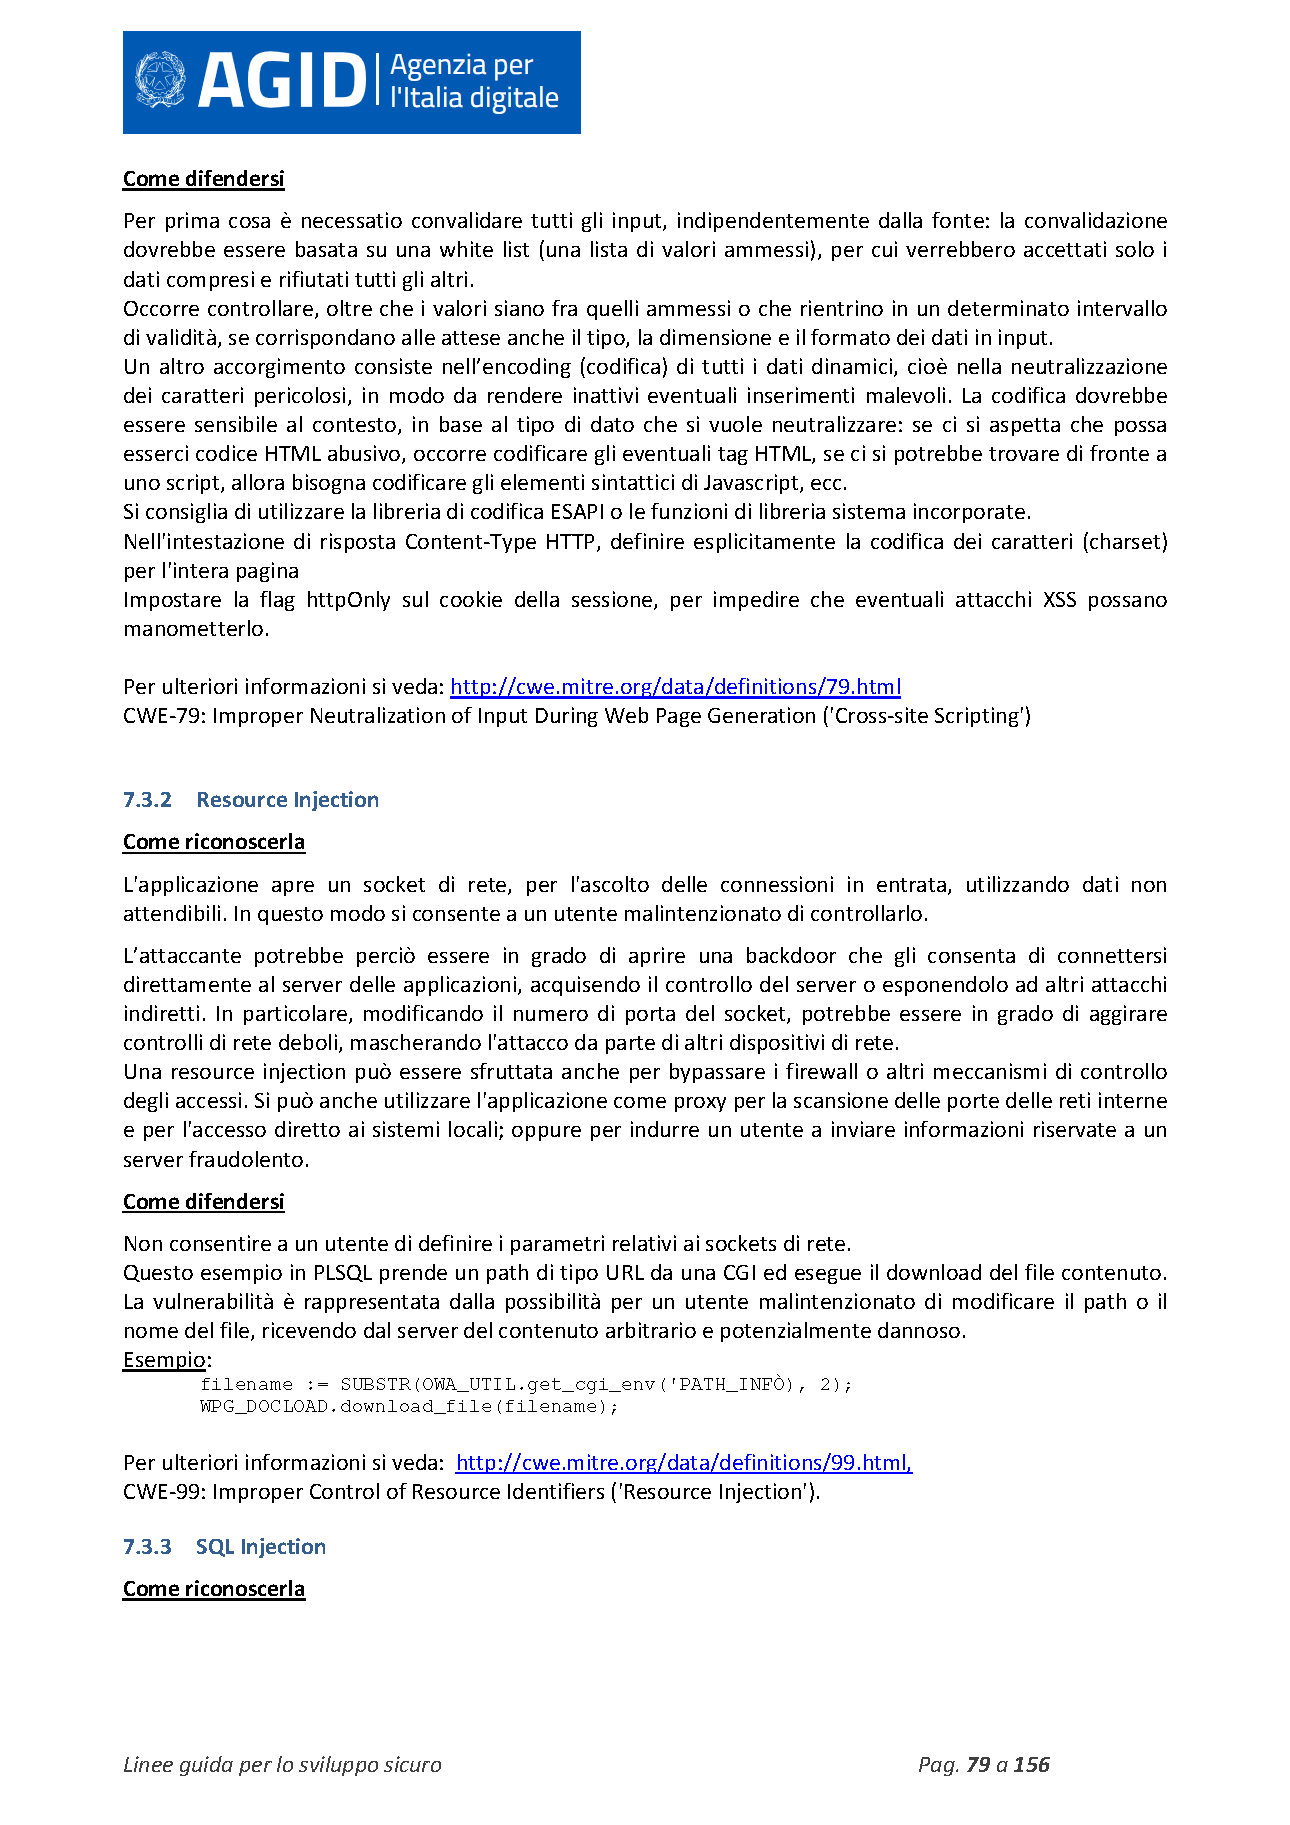 AGID
Agenzia per
l'Italia digitale
Come difendersi
Per prima cosa è necessatio convalidare tutti gli input, indipendentemente dalla fonte: la convalidazione
dovrebbe essere basata su una white list (una lista di valori ammessi), per cui verrebbero accettati solo i
dati compresi e rifiutati tutti gli altri.
Occorre controllare, oltre che i valori siano fra quelli ammessi o che rientrino in un determinato intervallo
di validità, se corrispondano alle attese anche il tipo, la dimensione e il formato dei dati in input.
Un altro accorgimento consiste nell’encoding (codifica) di tutti i dati dinamici, cioè nella neutralizzazione
dei caratteri pericolosi, in modo da rendere inattivi eventuali inserimenti malevoli. La codifica dovrebbe
essere sensibile al contesto, in base al tipo di dato che si vuole neutralizzare: se ci si aspetta che possa
esserci codice HTML abusivo, occorre codificare gli eventuali tag HTML, se ci si potrebbe trovare di fronte a
uno script, allora bisogna codificare gli elementi sintattici di Javascript, ecc.
Si consiglia di utilizzare la libreria di codifica ESAPI o le funzioni di libreria sistema incorporate.
Nell'intestazione di risposta Content-Type HTTP, definire esplicitamente la codifica dei caratteri (charset)
per l'intera pagina
Impostare la flag httpOnly sul cookie della sessione, per impedire che eventuali attacchi XSS possano
manometterlo.
Per ulteriori informazioni si veda: http://cwe.mitre.org/data/definitions/79.html
CWE-79: Improper Neutralization of Input During Web Page Generation ('Cross-site Scripting')
7.3.2 Resource Injection
Come riconoscerla
L'applicazione apre un socket di rete, per l'ascolto delle connessioni in entrata, utilizzando dati non
attendibili. In questo modo si consente a un utente malintenzionato di controllarlo.
L’attaccante potrebbe perciò essere in grado di aprire una backdoor che gli consenta di connettersi
direttamente al server delle applicazioni, acquisendo il controllo del server o esponendolo ad altri attacchi
indiretti. In particolare, modificando il numero di porta del socket, potrebbe essere in grado di aggirare
controlli di rete deboli, mascherando l'attacco da parte di altri dispositivi di rete.
Una resource injection può essere sfruttata anche per bypassare i firewall o altri meccanismi di controllo
degli accessi. Si può anche utilizzare l'applicazione come proxy per la scansione delle porte delle reti interne
e per l'accesso diretto ai sistemi locali; oppure per indurre un utente a inviare informazioni riservate a un
server fraudolento.
Come difendersi
Non consentire a un utente di definire i parametri relativi ai sockets di rete.
Questo esempio in PLSQL prende un path di tipo URL da una CGI ed esegue il download del file contenuto.
La vulnerabilità è rappresentata dalla possibilità per un utente malintenzionato di modificare il path o il
nome del file, ricevendo dal server del contenuto arbitrario e potenzialmente dannoso.
Esempio:
filename := SUBSTR(OWA_UTIL.get_cgi_env('PATH_INFÒ), 2);
WPG_DOCLOAD.download_file(filename);
Per ulteriori informazioni si veda: http://cwe.mitre.org/data/definitions/99.html,
CWE-99: Improper Control of Resource Identifiers ('Resource Injection').
7.3.3 SQL Injection
Come riconoscerla
Linee guida per lo sviluppo sicuro Pag. 79 a 156